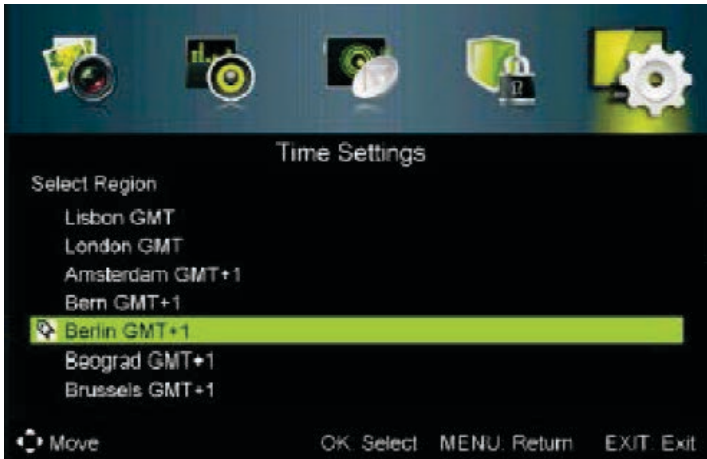 Time Settings
Select Region
Lisbon GMT
London GMT
Amsterdam GMT+1
Bern GMT+1
Berlin GMT+1
Beograd GMT+1
Brussels GMT+1
Move OK: Select MENU: Return EXIT: Exit